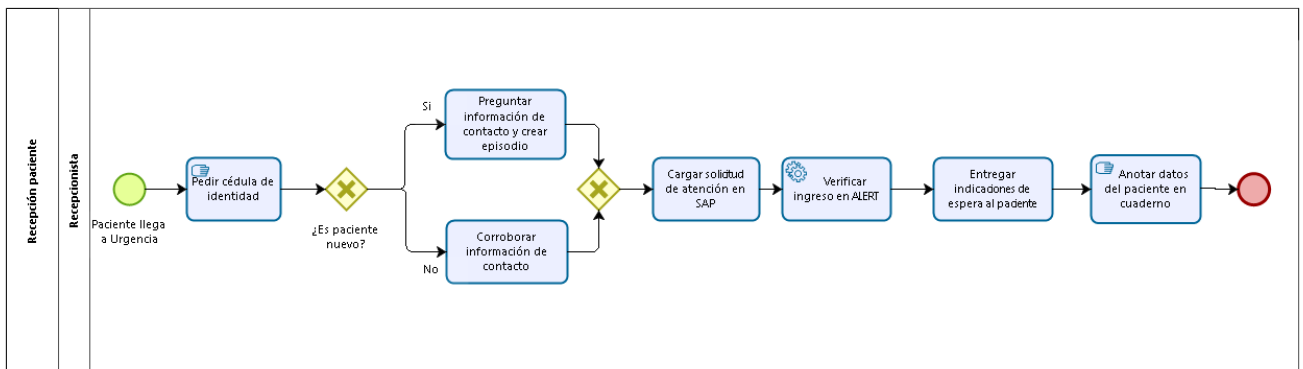 Recepción paciente
Recepcionista
Paciente llega
a Urgencia
Pedir cédula de
identidad
¿Es paciente
nuevo?
Si
Preguntar
información de
contacto y crear
episodio
No
Corroborar
información de
contacto
Cargar solicitud
de atención en
SAP
Verificar
ingreso en ALERT
Entregar
indicaciones de
espera al paciente
Anotar datos
del paciente en
cuaderno